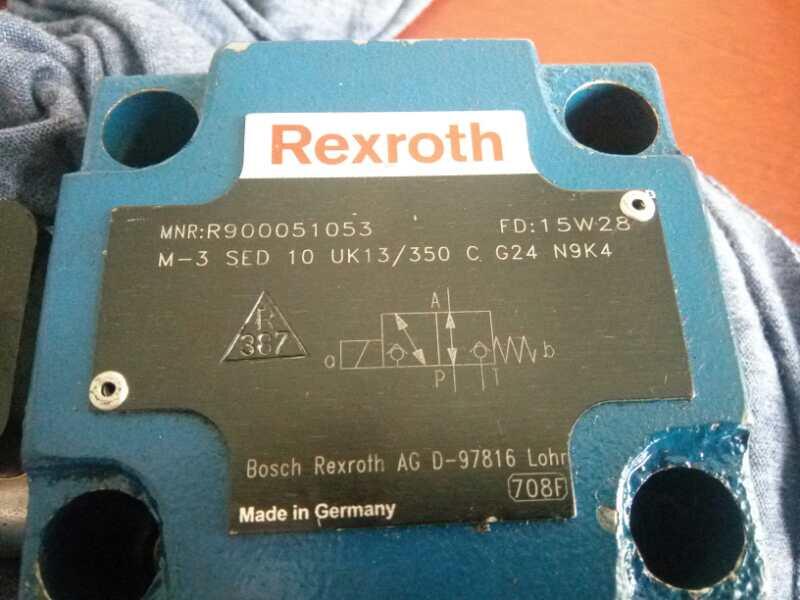 Rexroth
MNR:R900051053 FD:15W28
M-3 SED 10 UK13/350 C G24 N9K4
A
R
387
a
b
P T
Bosch Rexroth AG D-97816 Lohr
708F
Made in Germany